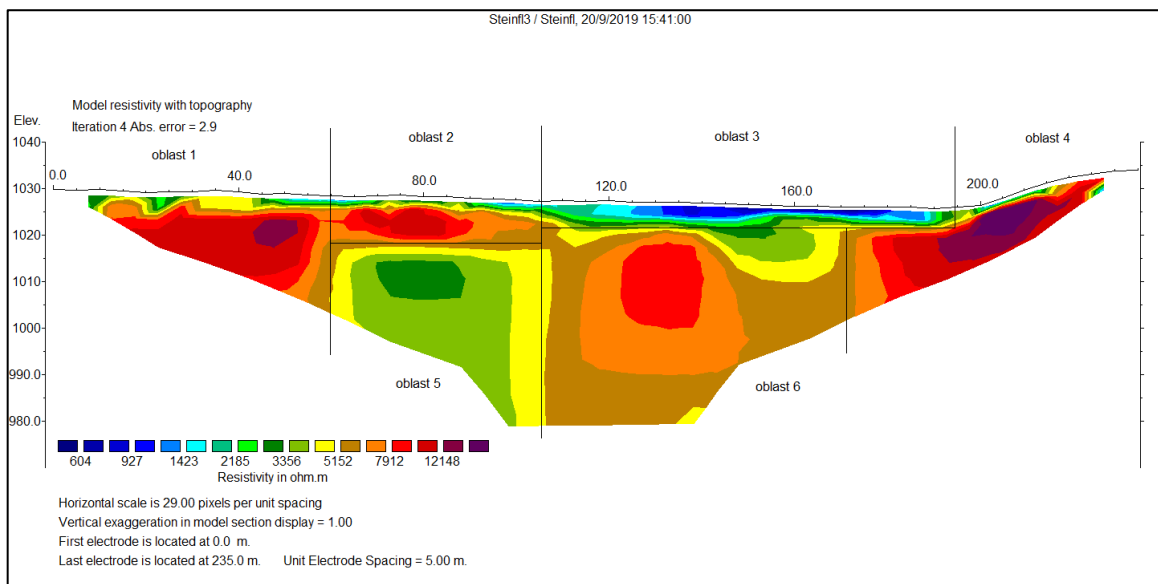 Steinfl3 / Steinfl, 20/9/2019 15:41:00
Model resistivity with topography
Iteration 4 Abs. error = 2.9
Elev.
1040
1030
1020
1010
1000
990.0
980.0
oblast 1
oblast 2
oblast 3
oblast 4
0.0
40.0
80.0
120.0
160.0
200.0
oblast 5
oblast 6
604 927 1423 2185 3356 5152 7912 12148
Resistivity in ohm.m
Horizontal scale is 29.00 pixels per unit spacing
Vertical exaggeration in model section display = 1.00
First electrode is located at 0.0 m.
Last electrode is located at 235.0 m. Unit Electrode Spacing = 5.00 m.